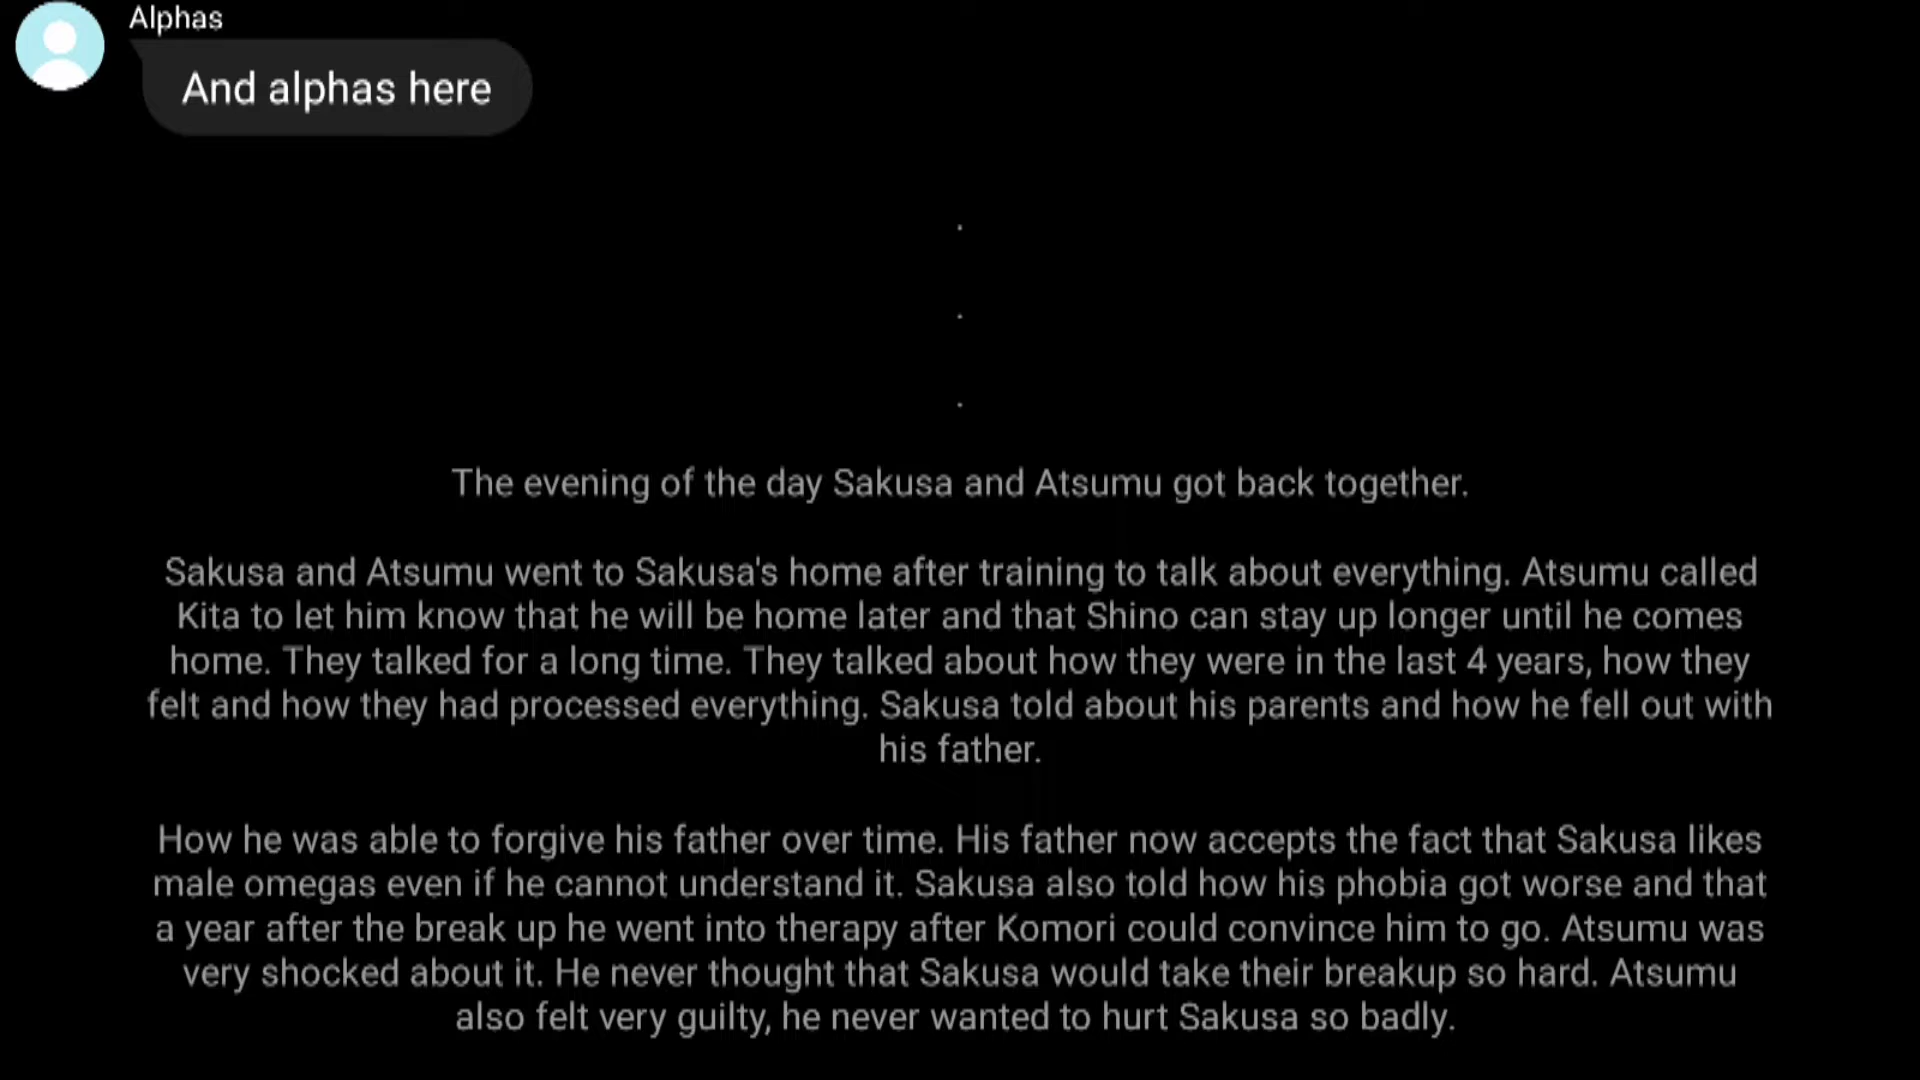 Alphas
And alphas here
.
.
.
The evening of the day Sakusa and Atsumu got back together.
Sakusa and Atsumu went to Sakusa's home after training to talk about everything. Atsumu called
Kita to let him know that he will be home later and that Shino can stay up longer until he comes
home. They talked for a long time. They talked about how they were in the last 4 years, how they
felt and how they had processed everything. Sakusa told about his parents and how he fell out with
his father.
How he was able to forgive his father over time. His father now accepts the fact that Sakusa likes
male omegas even if he cannot understand it. Sakusa also told how his phobia got worse and that
a year after the break up he went into therapy after Komori could convince him to go. Atsumu was
very shocked about it. He never thought that Sakusa would take their breakup so hard. Atsumu
also felt very guilty, he never wanted to hurt Sakusa so badly.